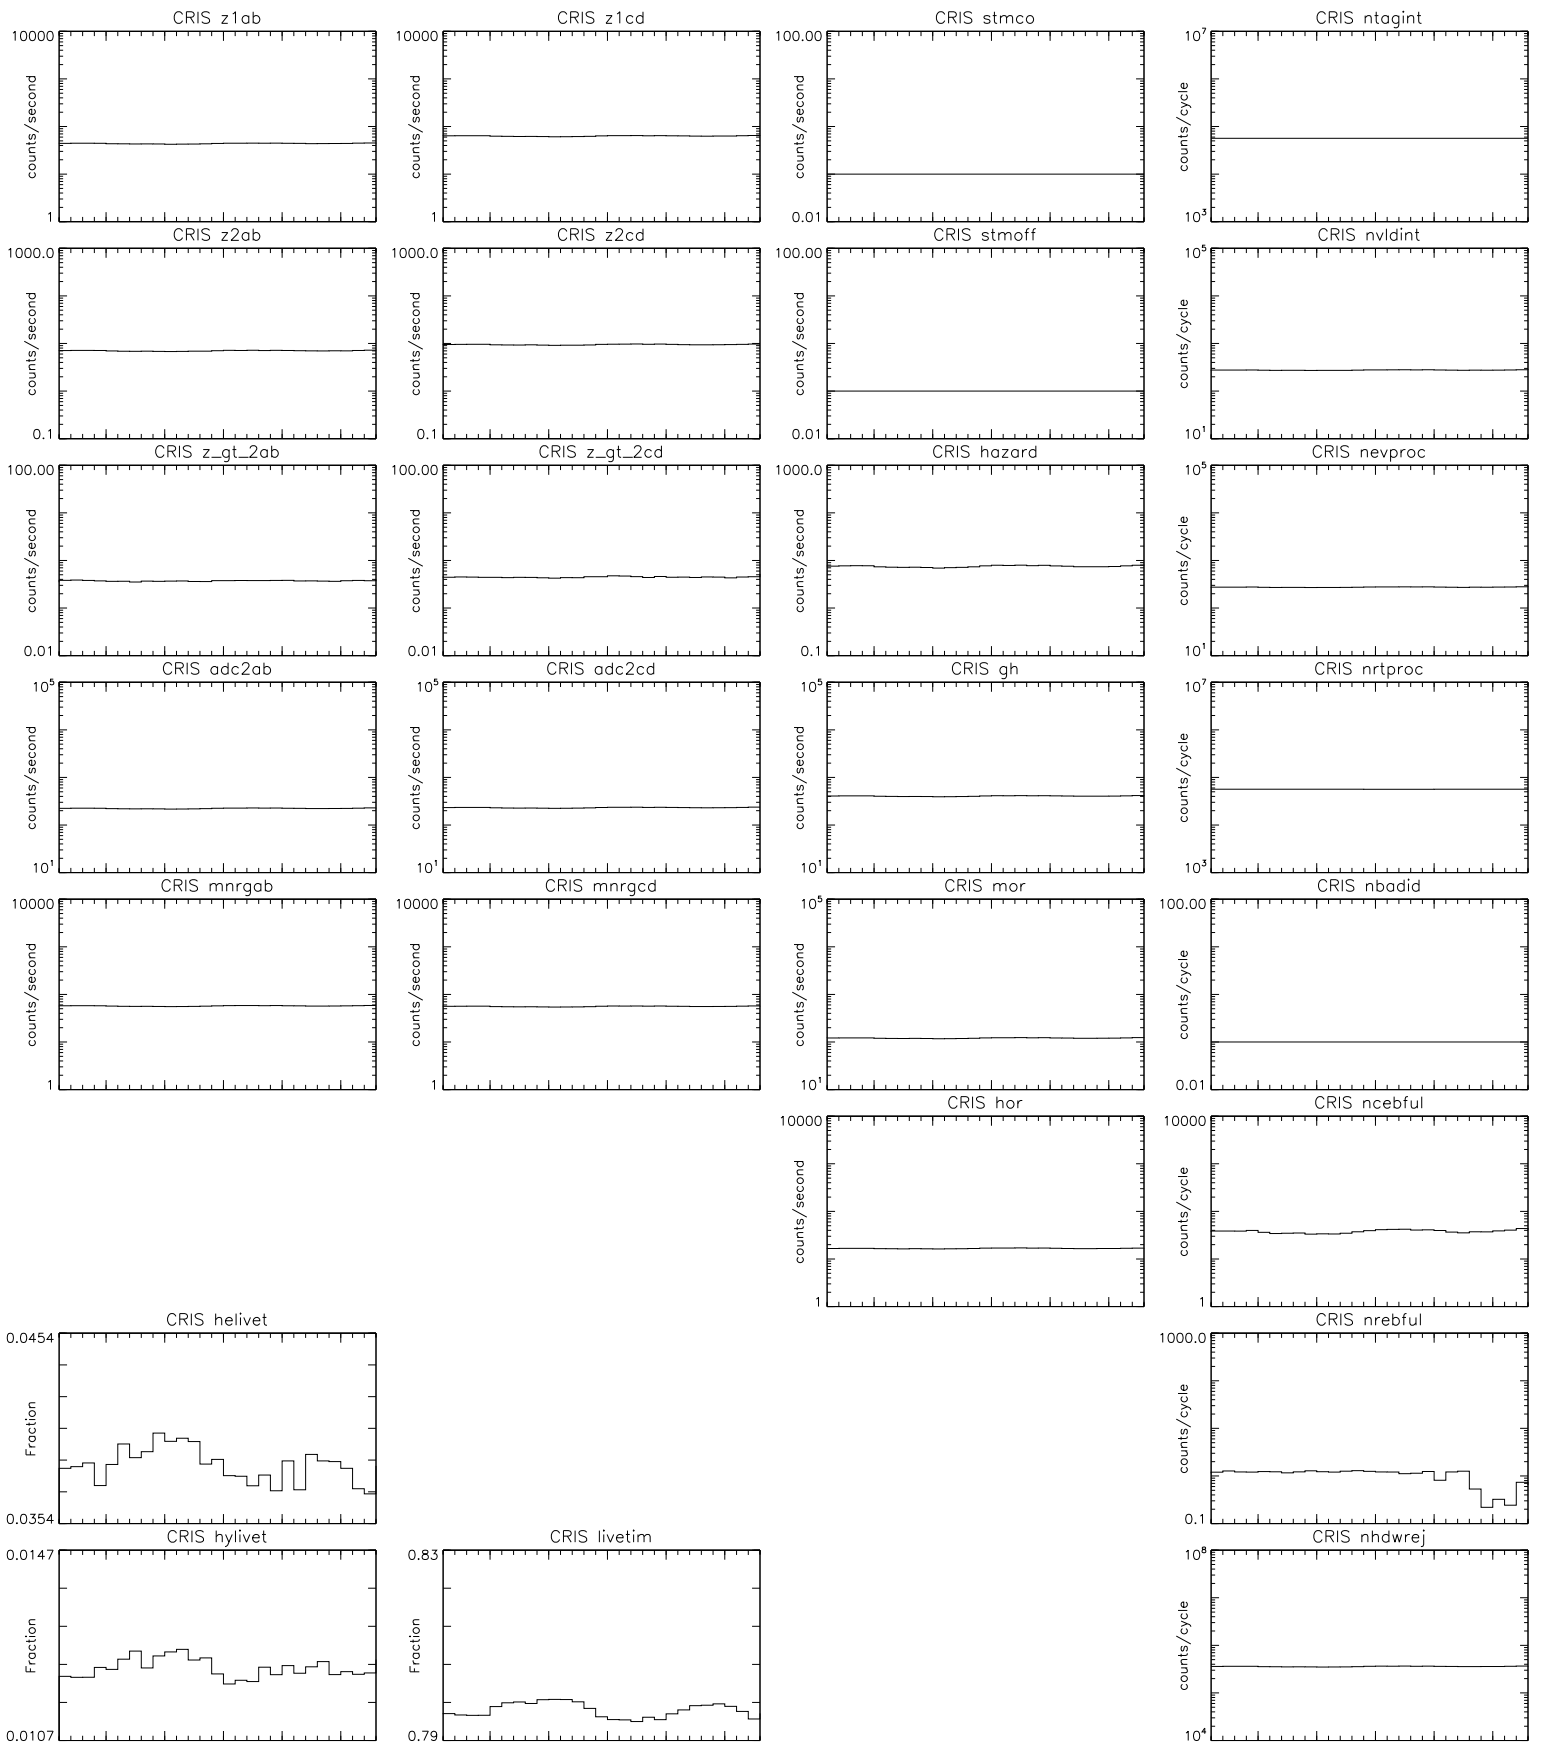 CRIS z1ab CRIS z1cd CRIS stmco CRIS ntagint
10000 10000 100.00 10⁷
counts/second counts/second counts/second counts/cycle
1 1 0.01 10³
CRIS z2ab CRIS z2cd CRIS stmoff CRIS nvldint
1000.0 1000.0 100.00 10⁵
counts/second counts/second counts/second counts/cycle
0.1 0.1 0.01 10¹
CRIS z_gt_2ab CRIS z_gt_2cd CRIS hazard CRIS nevproc
100.00 100.00 1000.0 10⁵
counts/second counts/second counts/second counts/cycle
0.01 0.01 0.1 10¹
CRIS adc2ab CRIS adc2cd CRIS gh CRIS nrtproc
10⁵ 10⁵ 10⁵ 10⁷
counts/second counts/second counts/second counts/cycle
10¹ 10¹ 10¹ 10³
CRIS mnrgab CRIS mnrgcd CRIS mor CRIS nbadid
10000 10000 10⁵ 100.00
counts/second counts/second counts/second counts/cycle
1 1 10¹ 0.01
CRIS hor CRIS ncebful
10000 10000
counts/second counts/cycle
1 1
CRIS helivet CRIS nrebful
0.0454 1000.0
Fraction counts/cycle
0.0354 0.1
CRIS hylivet CRIS livetim CRIS nhdwrej
0.0147 0.83 10⁸
Fraction Fraction counts/cycle
0.0107 0.79 10⁴